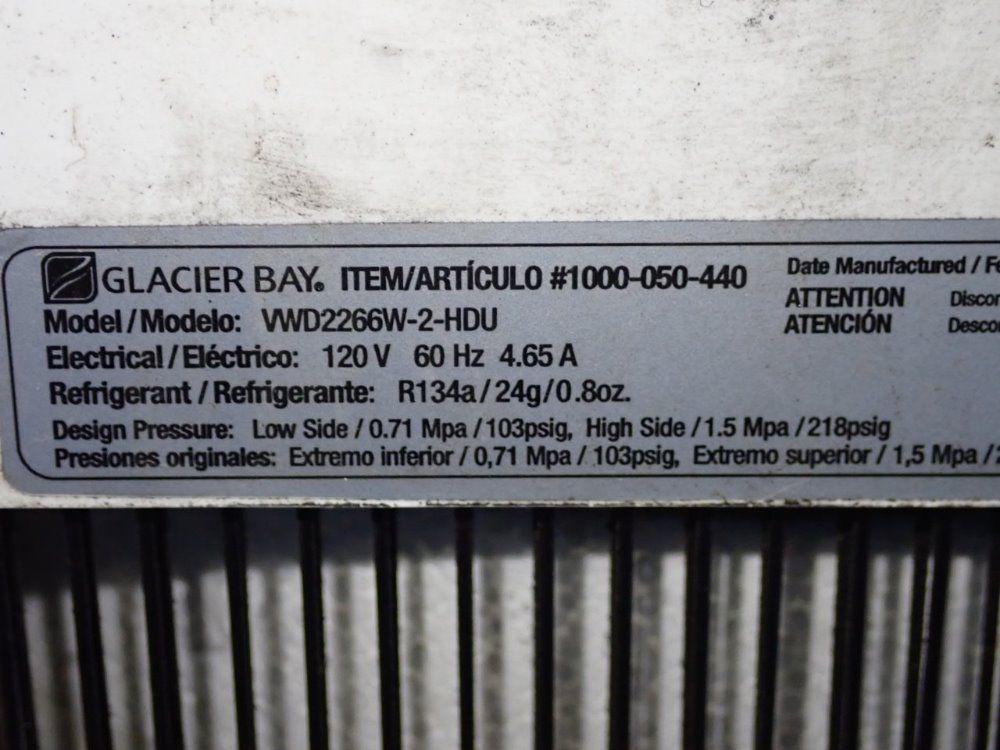 GLACIER BAY® ITEM/ARTÍCULO #1000-050-440
Model / Modelo: VWD2266W-2-HDU
Electrical / Eléctrico: 120 V 60 Hz 4.65 A
Refrigerant / Refrigerante: R134a / 24g / 0.8oz.
Design Pressure: Low Side / 0.71 Mpa / 103psig, High Side / 1.5 Mpa / 218psig
Presiones originales: Extremo inferior / 0,71 Mpa / 103psig, Extremo superior / 1,5 Mpa /
Date Manufactured /
ATTENTION
ATENCIÓN